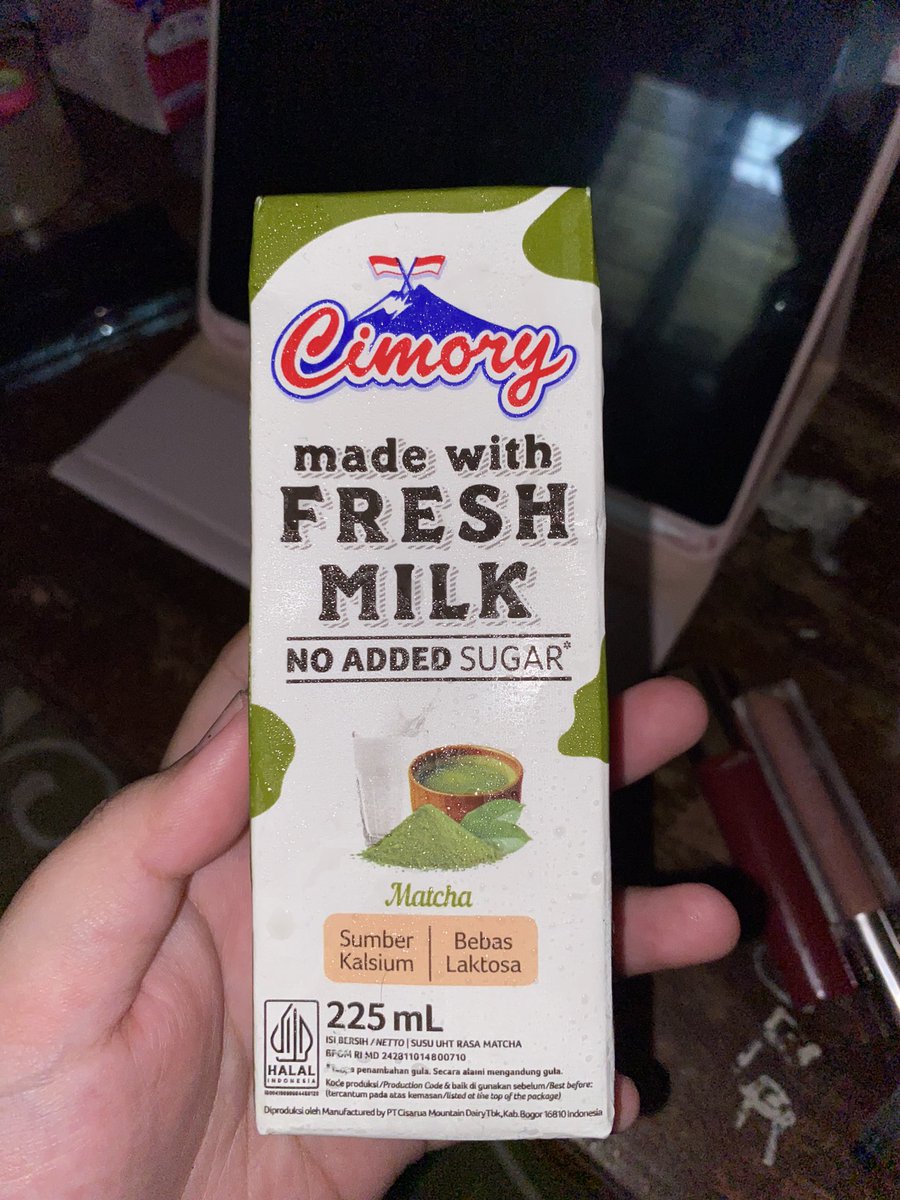 Cimory
made with
FRESH
MILK
NO ADDED SUGAR*
Matcha
Sumber Kalsium
Bebas Laktosa
225 mL
ISI BERSIH / NETTO | SUSU UHT RASA MATCHA
BPOM RI MD 242811014800710
*Tanpa penambahan gula. Secara alami mengandung gula.
Kode produksi / Production Code & baik di gunakan sebelum / Best before:
(tercantum pada atas kemasan / listed at the top of the package)
HALAL
INDONESIA
Diproduksi oleh Manufactured by PT Cisarua Mountain Dairy Tbk, Kab. Bogor 16810 Indonesia